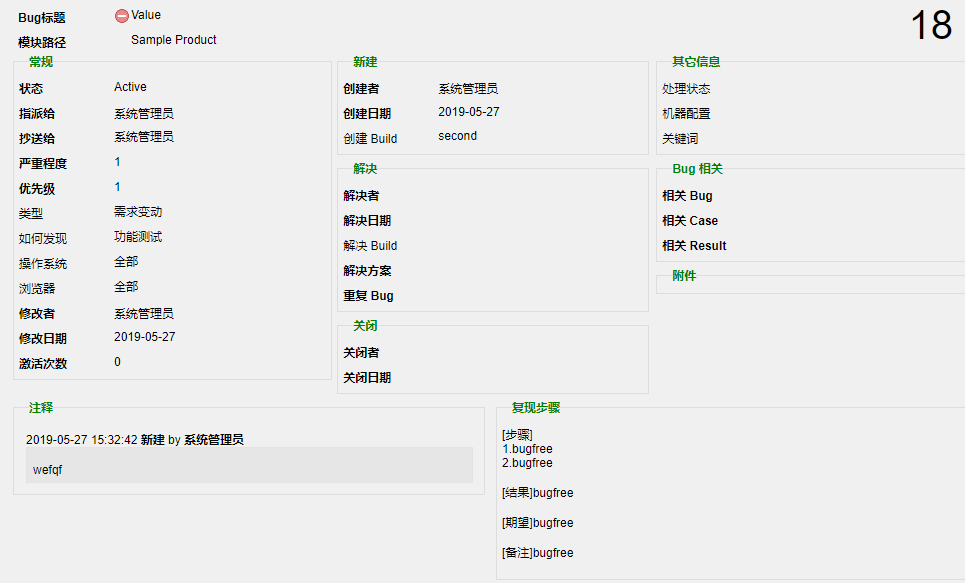 Bug标题 Value
18
模块路径 Sample Product
常规
状态 Active
指派给 系统管理员
抄送给 系统管理员
严重程度 1
优先级 1
类型 需求变动
如何发现 功能测试
操作系统 全部
浏览器 全部
修改者 系统管理员
修改日期 2019-05-27
激活次数 0
新建
创建者 系统管理员
创建日期 2019-05-27
创建 Build second
解决
解决者
解决日期
解决 Build
解决方案
重复 Bug
关闭
关闭者
关闭日期
其它信息
处理状态
机器配置
关键词
Bug 相关
相关 Bug
相关 Case
相关 Result
附件
注释
2019-05-27 15:32:42 新建 by 系统管理员
wefqf
复现步骤
[步骤]
1.bugfree
2.bugfree
[结果]bugfree
[期望]bugfree
[备注]bugfree